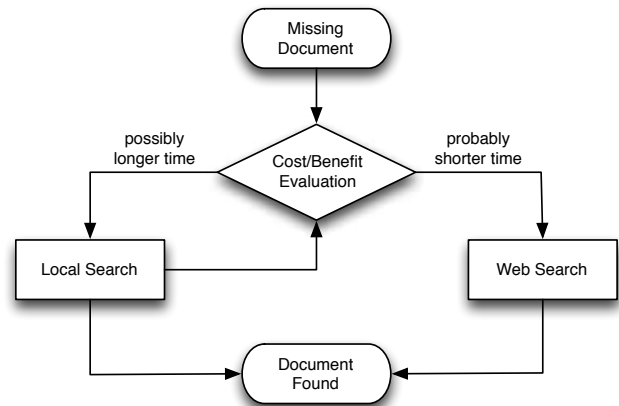 Missing
Document
possibly
longer time
probably
shorter time
Cost/Benefit
Evaluation
Local Search
Web Search
Document
Found